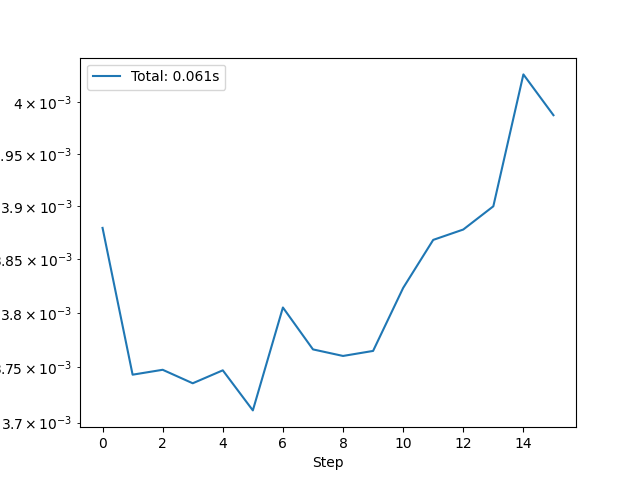 Total: 0.061s
4 × 10⁻³
.95 × 10⁻³
3.9 × 10⁻³
3.85 × 10⁻³
3.8 × 10⁻³
3.75 × 10⁻³
3.7 × 10⁻³
0 2 4 6 8 10 12 14
Step